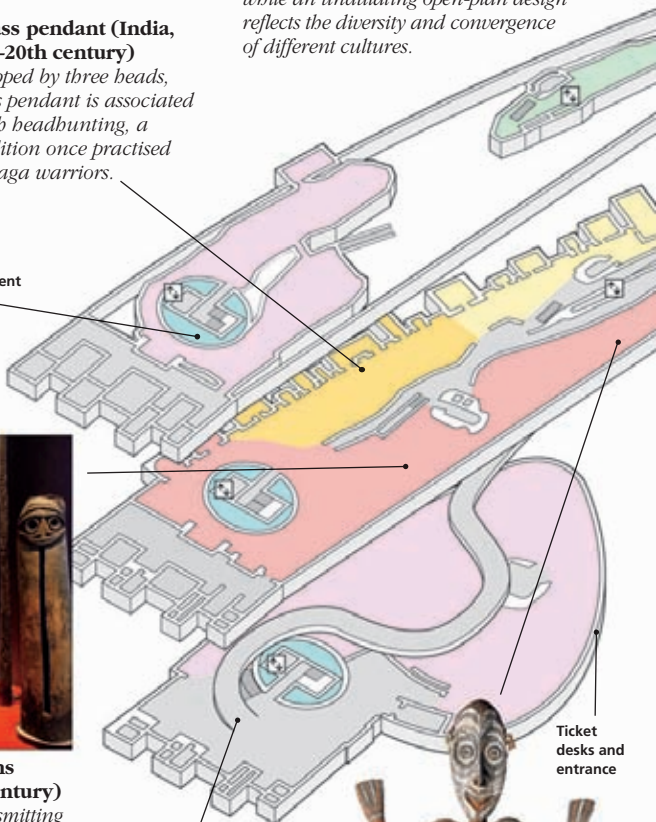 while an undulating open-plan design
reflects the diversity and convergence
of different cultures.
ass pendant (India,
-20th century)
pped by three heads,
s pendant is associated
h headhunting, a
dition once practised
aga warriors.
ent
Ticket
desks and
entrance
ns
ntury)
smitting